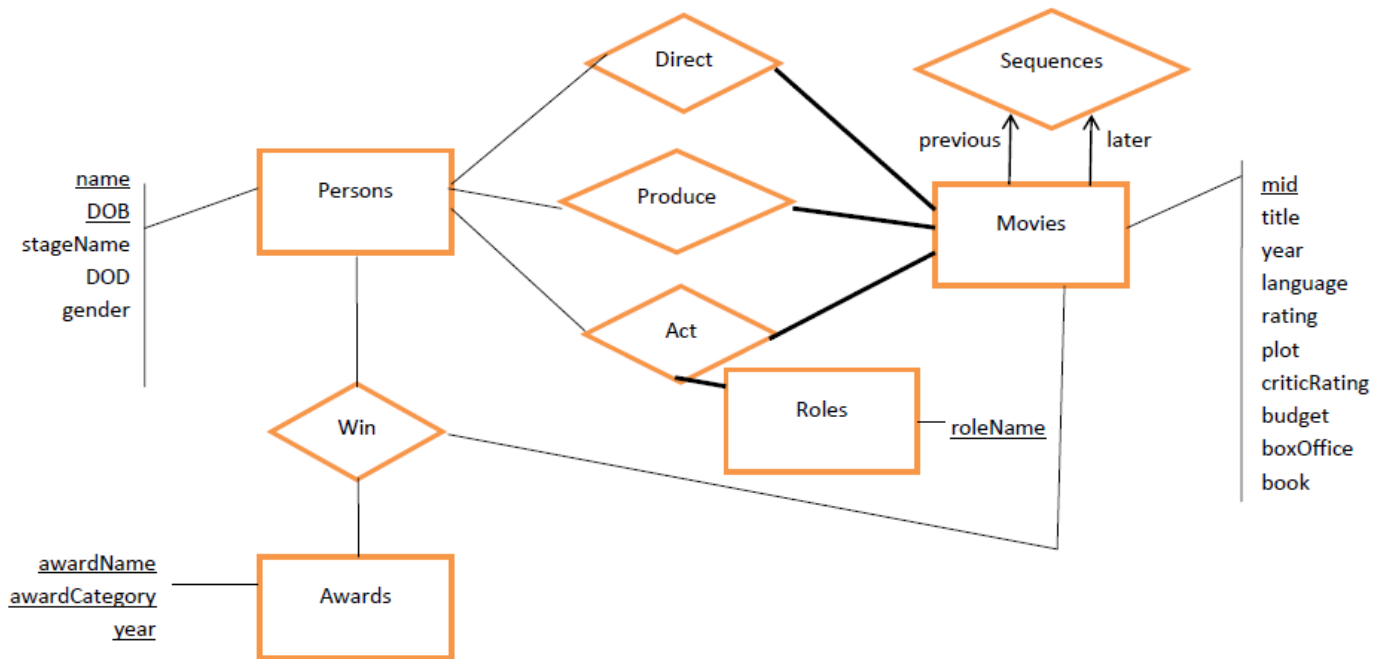 Direct
Sequences
previous
later
name
DOB
stageName
DOD
gender
Persons
Produce
Movies
mid
title
year
language
rating
plot
criticRating
budget
boxOffice
book
Act
Roles
roleName
Win
awardName
awardCategory
year
Awards